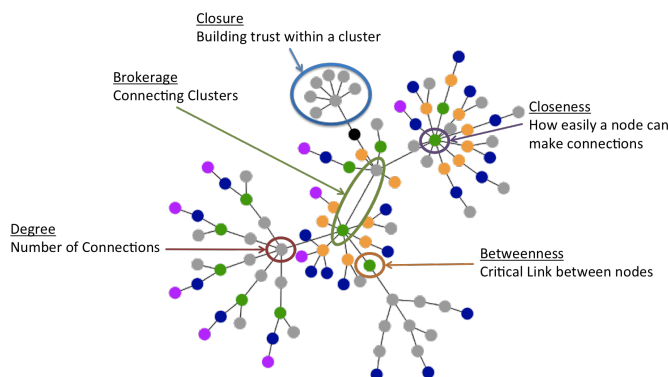 Closure
Building trust within a cluster
Brokerage
Connecting Clusters
Closeness
How easily a node can
make connections
Degree
Number of Connections
Betweenness
Critical Link between nodes